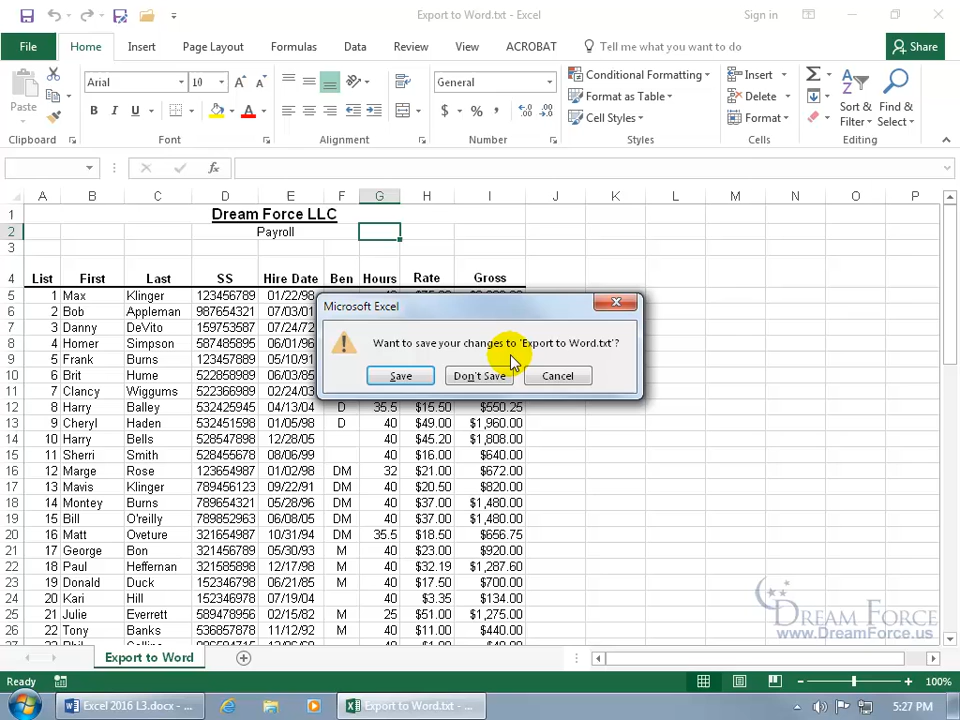 Export to Word.txt - Excel
Sign in
File Home Insert Page Layout Formulas Data Review View ACROBAT Tell me what you want to do Share
Paste
Arial 10
B I U
General
$ % ,
Conditional Formatting
Format as Table
Cell Styles
Insert
Delete
Format
Sort & Filter
Find & Select
Clipboard Font Alignment Number Styles Cells Editing
fx
A B C D E F G H I J K L M N O P
1 Dream Force LLC
2 Payroll
3
4 List First Last SS Hire Date Ben Hours Rate Gross
5 1 Max Klinger 123456789 01/22/98
6 2 Bob Appleman 987654321 07/03/01
7 3 Danny DeVito 159753587 07/24/72
8 4 Homer Simpson 587485985 06/01/96
9 5 Frank Burns 123789159 05/10/91
10 6 Brit Hume 522858989 06/03/85
11 7 Clancy Wiggums 522366989 11/24/03
12 8 Harry Balley 532425945 04/13/04 D 35.5 $15.50 $550.25
13 9 Cheryl Haden 532451598 01/05/98 D 40 $49.00 $1,960.00
14 10 Harry Bells 528547898 12/28/05 40 $45.20 $1,808.00
15 11 Sherri Smith 528455678 08/06/99 40 $16.00 $640.00
16 12 Marge Rose 123654987 01/02/98 DM 32 $21.00 $672.00
17 13 Mavis Klinger 789456123 09/22/91 DM 40 $20.50 $820.00
18 14 Montey Burns 789654321 05/28/96 DM 40 $37.00 $1,480.00
19 15 Bill O'reilly 789852963 06/08/05 DM 40 $37.00 $1,480.00
20 16 Matt Oveture 321654987 10/31/94 DM 35.5 $18.50 $656.75
21 17 George Bon 321456789 05/30/93 M 40 $23.00 $920.00
22 18 Paul Heffernan 321585858 12/17/98 M 40 $32.19 $1,287.60
23 19 Donald Duck 152346798 06/21/85 M 40 $17.50 $700.00
24 20 Kari Hill 152346978 07/19/04 40 $3.35 $134.00
25 21 Julie Everrett 589478956 02/15/82 M 25 $51.00 $1,275.00
26 22 Tony Banks 536857878 11/12/92 M 40 $11.00 $440.00
Microsoft Excel
Want to save your changes to 'Export to Word.txt'?
Save Don't Save Cancel
DREAM FORCE
www.DreamForce.us
Export to Word
Ready
100%
Excel 2016 L3.docx - ...
Export to Word.txt - ...
5:27 PM